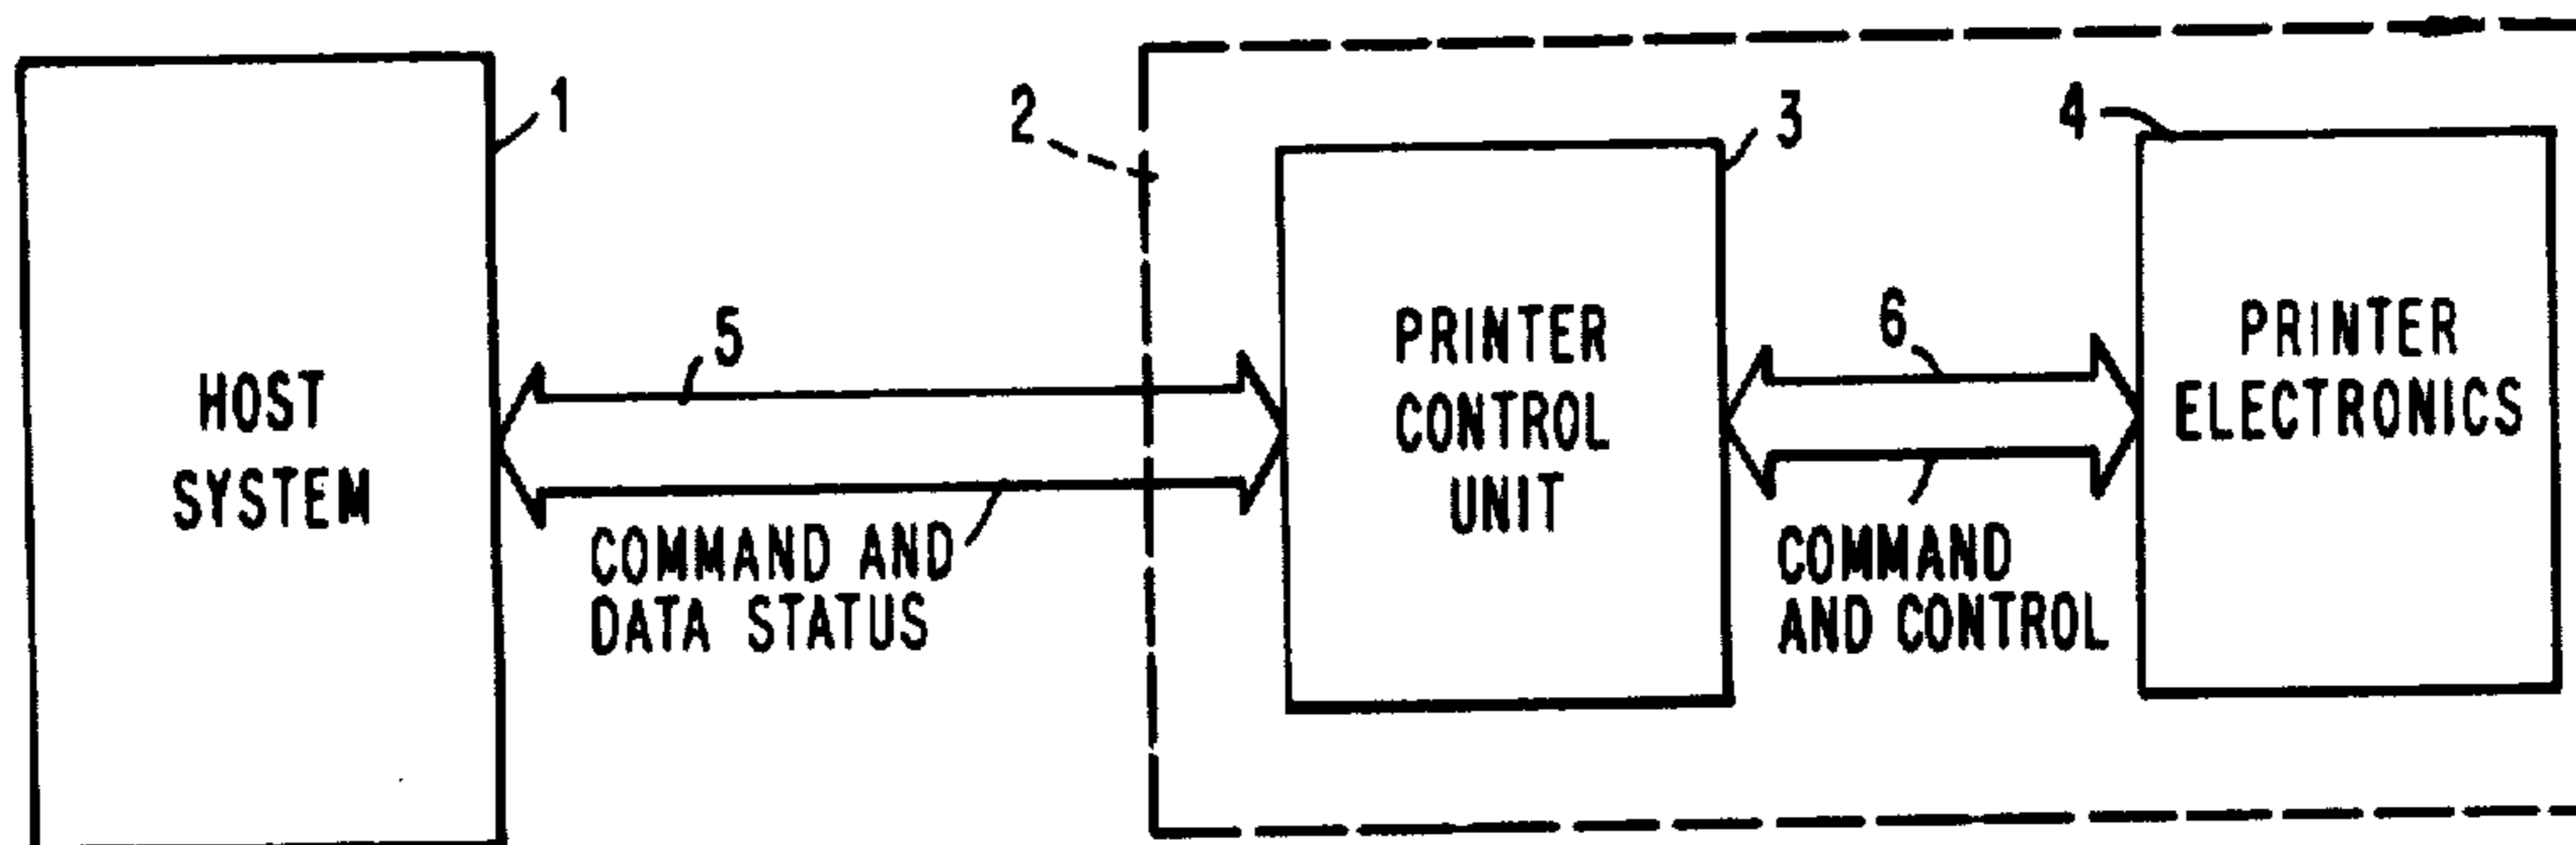 1
2
3
4
HOST
SYSTEM
5
COMMAND AND
DATA STATUS
PRINTER
CONTROL
UNIT
6
COMMAND
AND CONTROL
PRINTER
ELECTRONICS